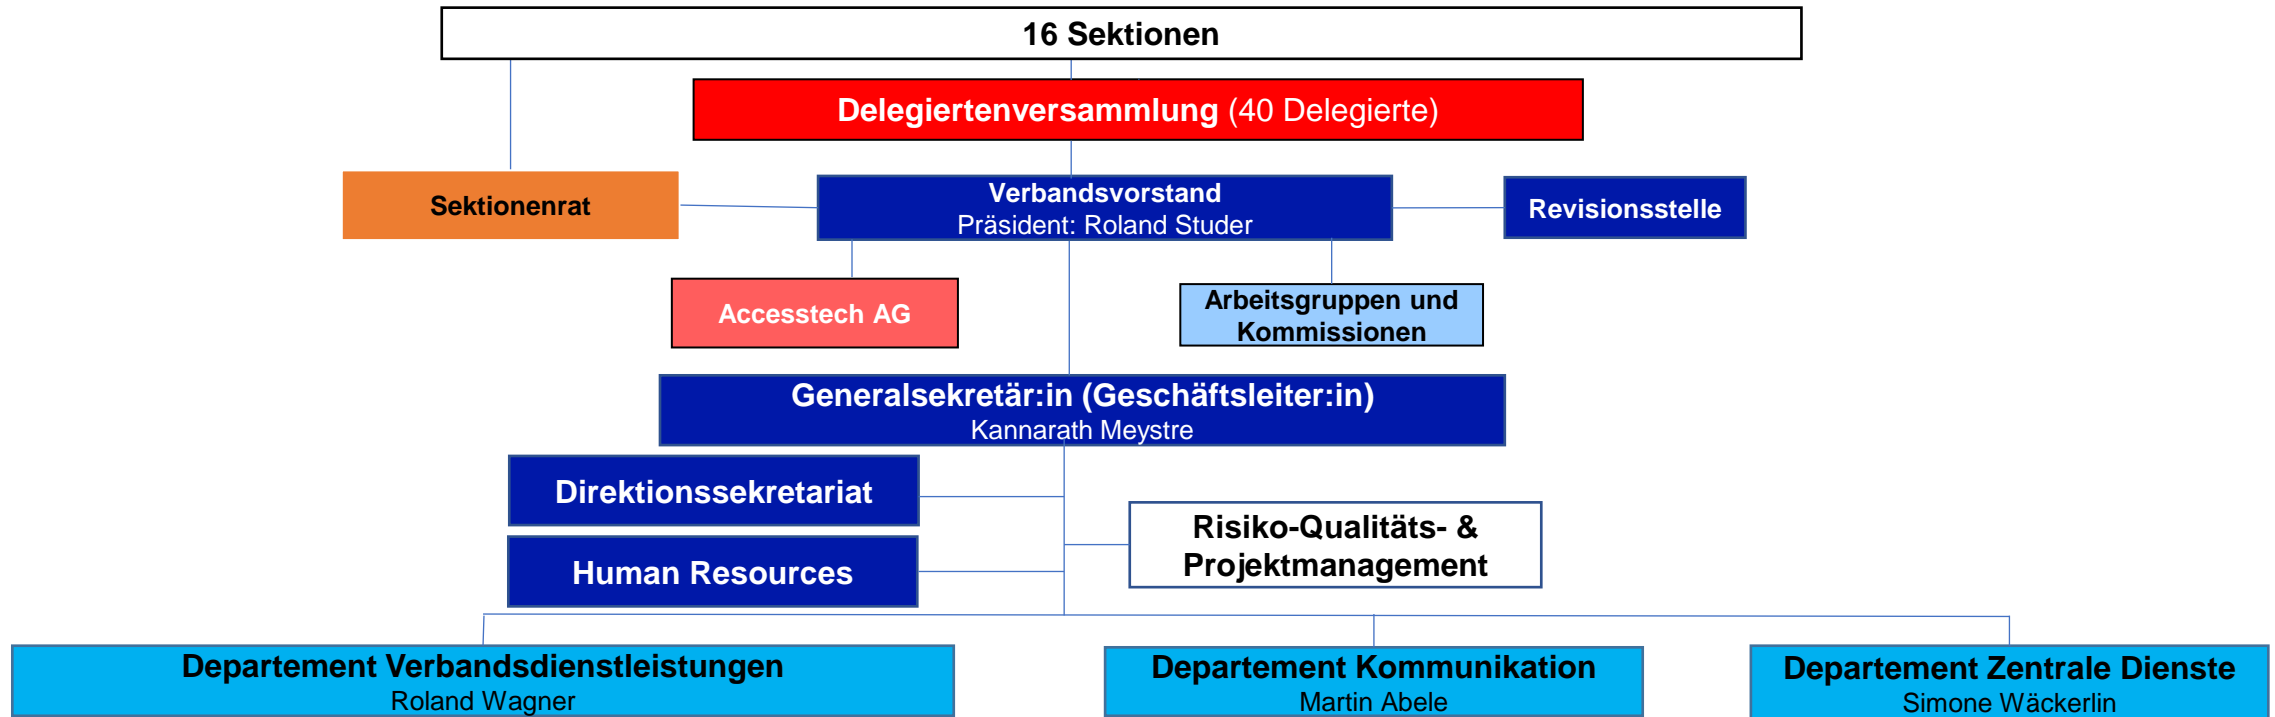 16 Sektionen
Delegiertenversammlung (40 Delegierte)
Sektionenrat
Verbandsvorstand
Präsident: Roland Studer
Revisionsstelle
Accesstech AG
Arbeitsgruppen und
Kommissionen
Generalsekretär:in (Geschäftsleiter:in)
Kannarath Meystre
Direktionssekretariat
Human Resources
Risiko-Qualitäts- &
Projektmanagement
Departement Verbandsdienstleistungen
Roland Wagner
Departement Kommunikation
Martin Abele
Departement Zentrale Dienste
Simone Wäckerlin